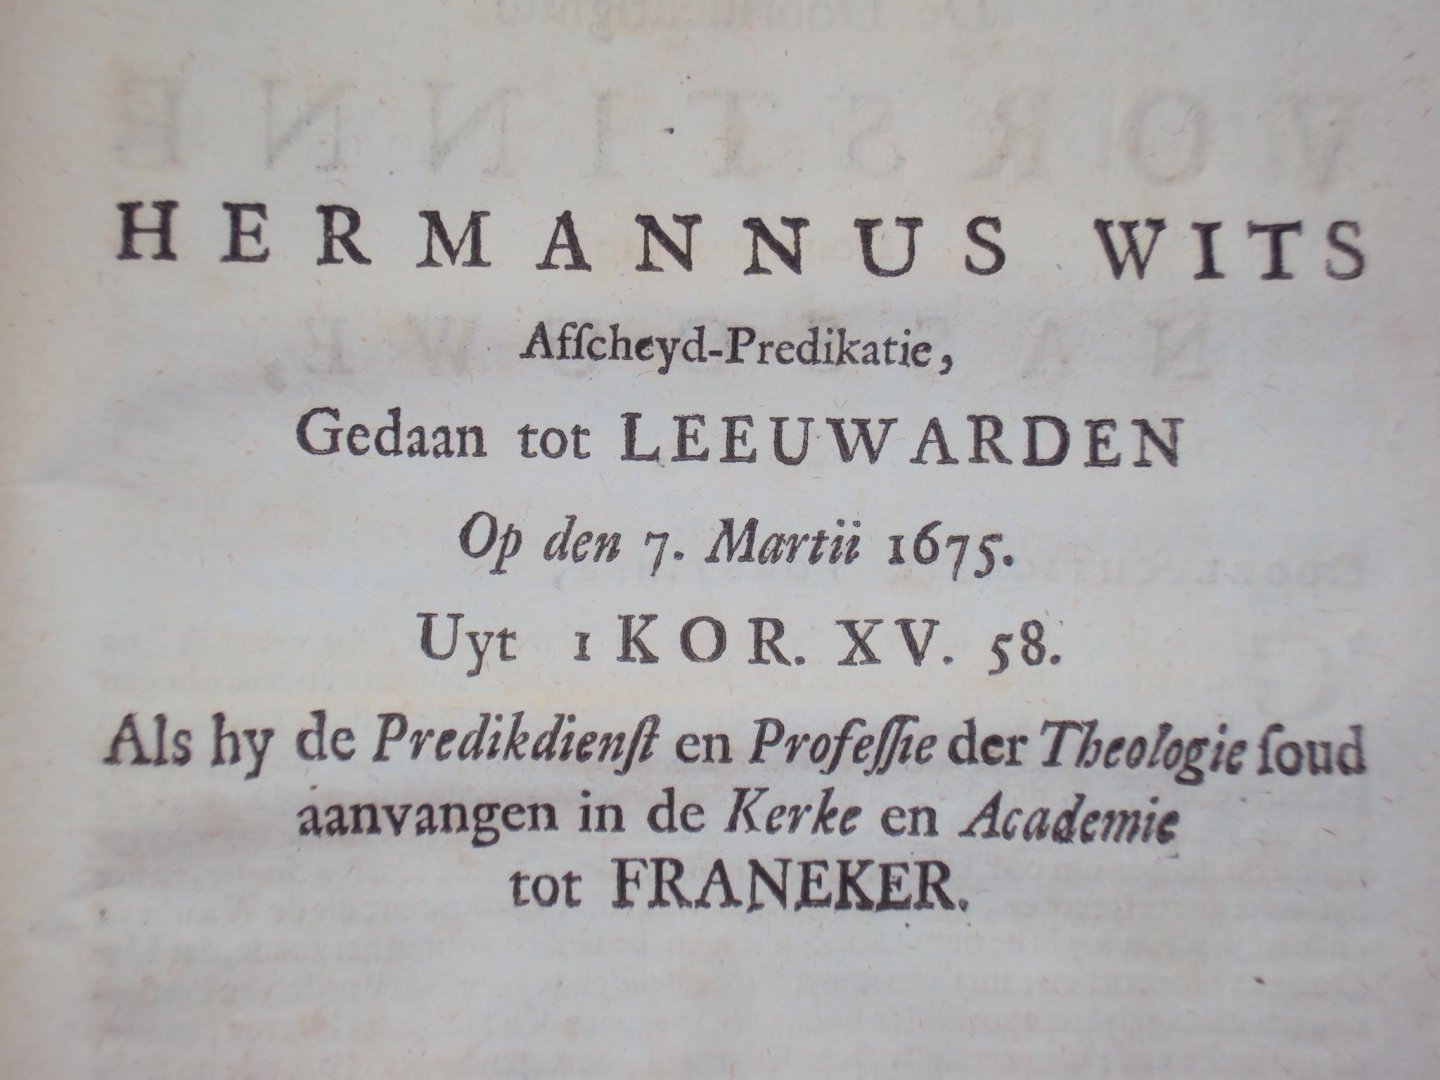 HERMANNUS WITS
Afſcheyd-Predikatie,
Gedaan tot LEEUWARDEN
Op den 7. Martii 1675.
Uyt 1 KOR. XV. 58.
Als hy de Predikdienſt en Profeſſie der Theologie ſoud
aanvangen in de Kerke en Academie
tot FRANEKER.